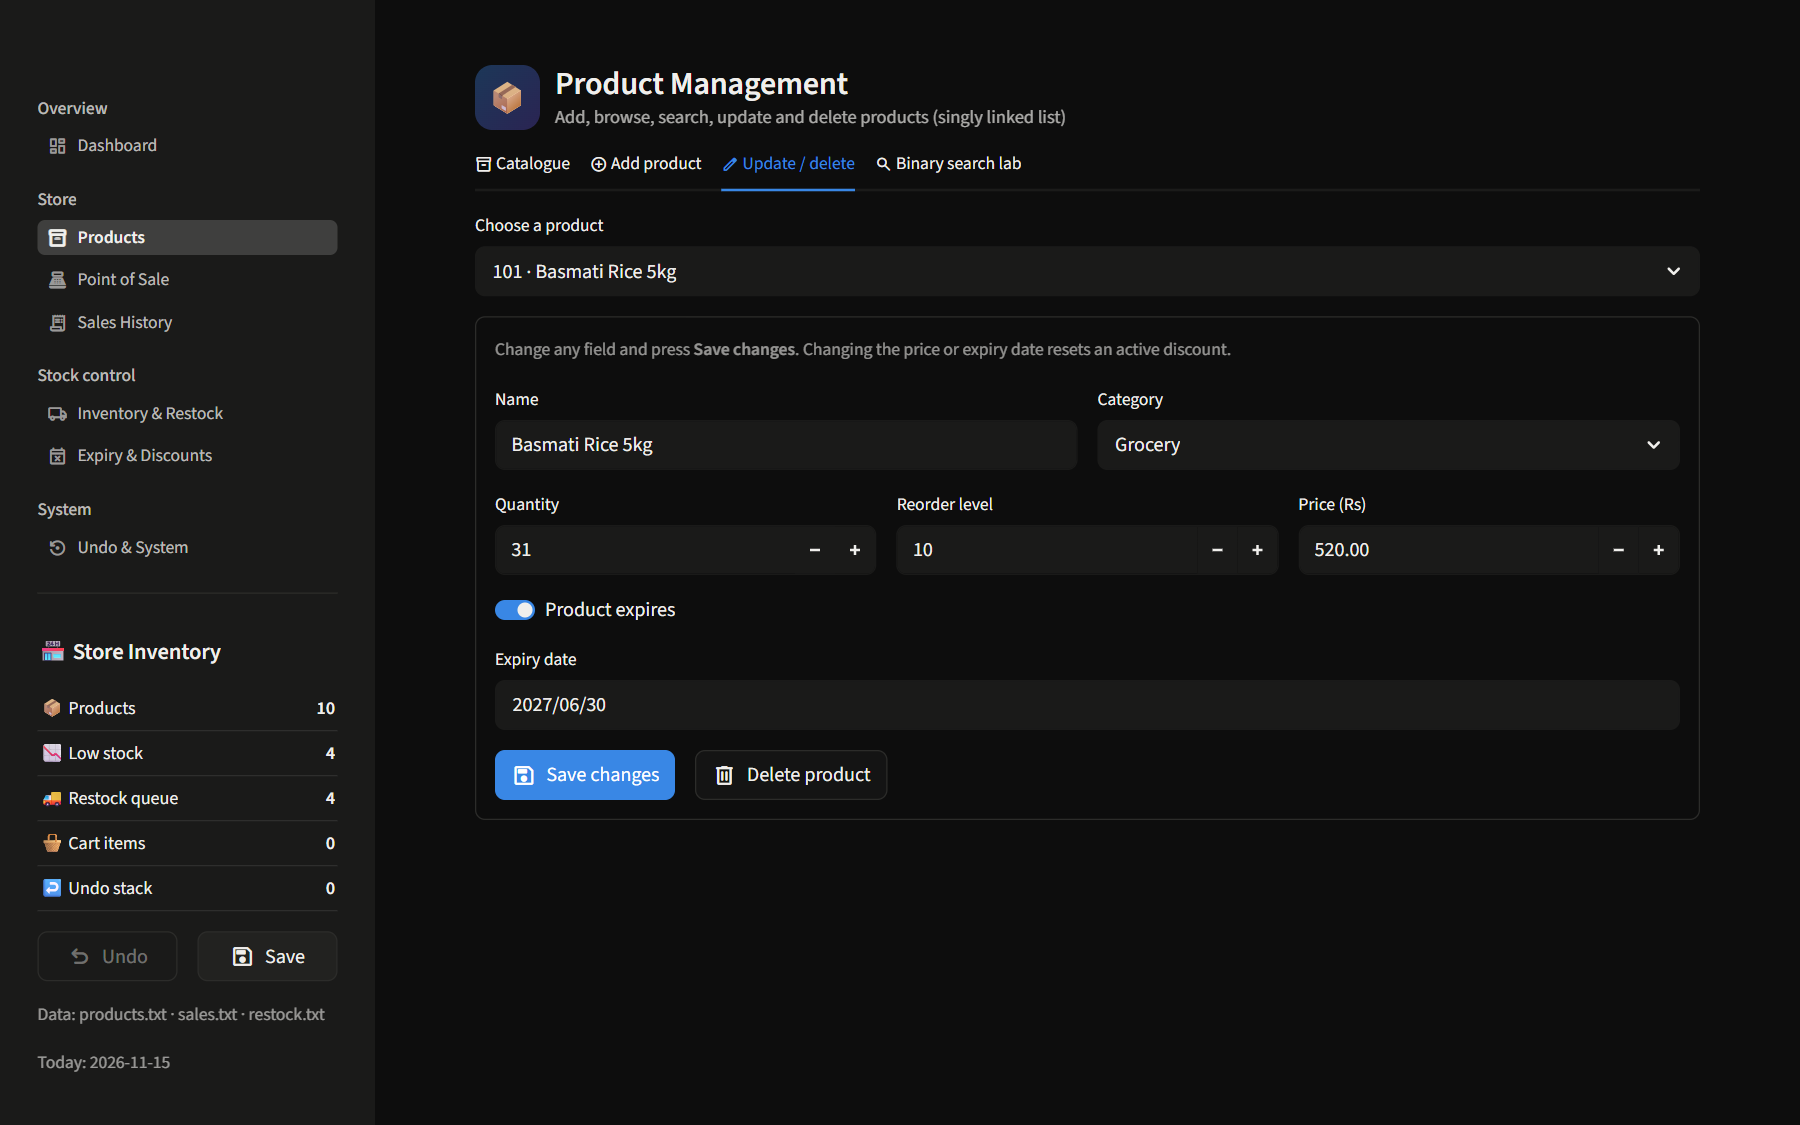 Overview
Dashboard
Store
Products
Point of Sale
Sales History
Stock control
Inventory & Restock
Expiry & Discounts
System
Undo & System
Store Inventory
Products 10
Low stock 4
Restock queue 4
Cart items 0
Undo stack 0
Undo Save
Data: products.txt · sales.txt · restock.txt
Today: 2026-11-15
Product Management
Add, browse, search, update and delete products (singly linked list)
Catalogue Add product Update / delete Binary search lab
Choose a product
101 · Basmati Rice 5kg
Change any field and press Save changes. Changing the price or expiry date resets an active discount.
Name Category
Basmati Rice 5kg Grocery
Quantity Reorder level Price (Rs)
31 − + 10 − + 520.00 − +
Product expires
Expiry date
2027/06/30
Save changes Delete product